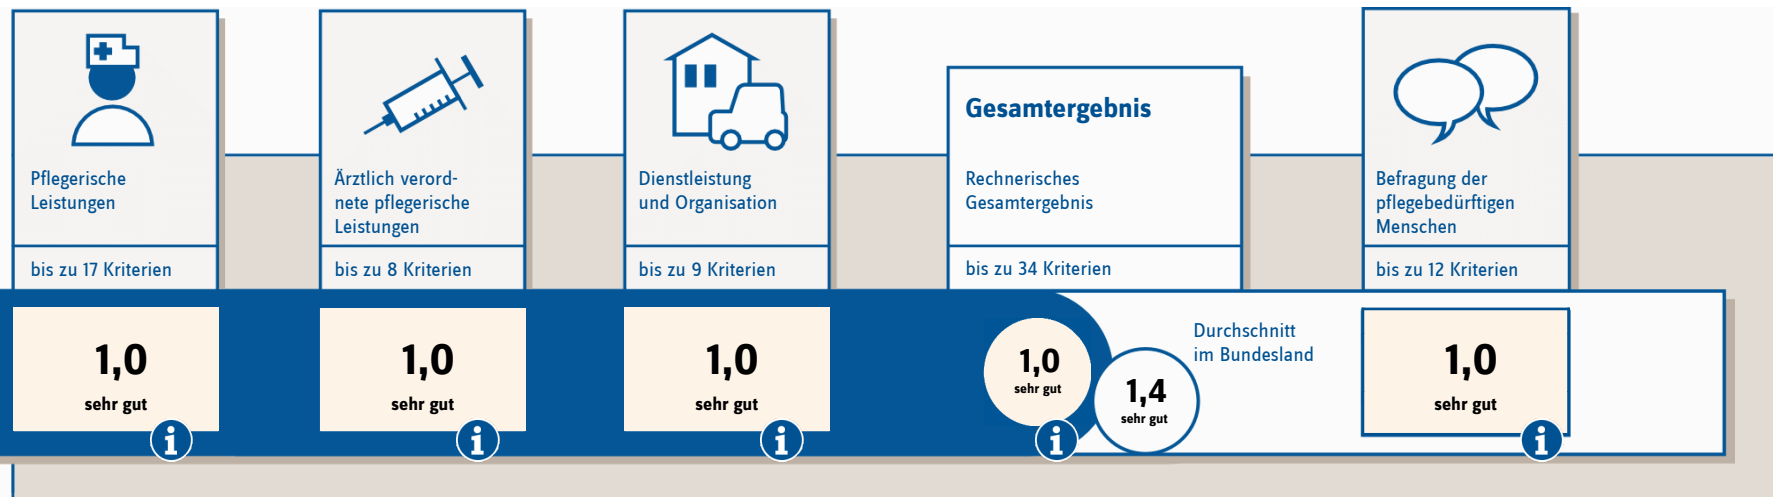 Pflegerische
Leistungen
bis zu 17 Kriterien
1,0
sehr gut
i
Ärztlich verord-
nete pflegerische
Leistungen
bis zu 8 Kriterien
1,0
sehr gut
i
Dienstleistung
und Organisation
bis zu 9 Kriterien
1,0
sehr gut
i
Gesamtergebnis
Rechnerisches
Gesamtergebnis
bis zu 34 Kriterien
1,0
sehr gut
i
1,4
sehr gut
Durchschnitt
im Bundesland
Befragung der
pflegebedürftigen
Menschen
bis zu 12 Kriterien
1,0
sehr gut
i